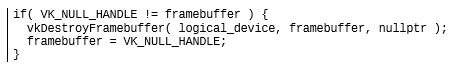 if( VK_NULL_HANDLE != framebuffer ) {
  vkDestroyFramebuffer( logical_device, framebuffer, nullptr );
  framebuffer = VK_NULL_HANDLE;
}